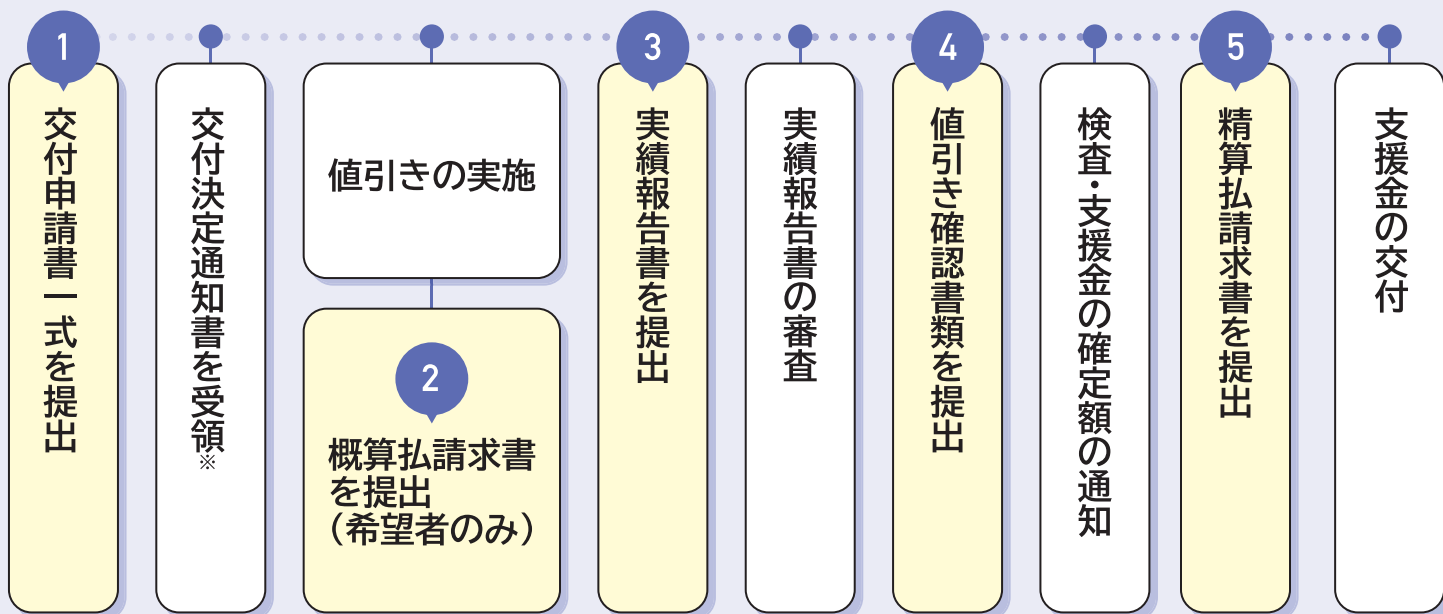 1
交付申請書一式を提出
交付決定通知書を受領※
値引きの実施
2
概算払請求書
を提出
（希望者のみ）
3
実績報告書を提出
実績報告書の審査
4
値引き確認書類を提出
検査・支援金の確定額の通知
5
精算払請求書を提出
支援金の交付